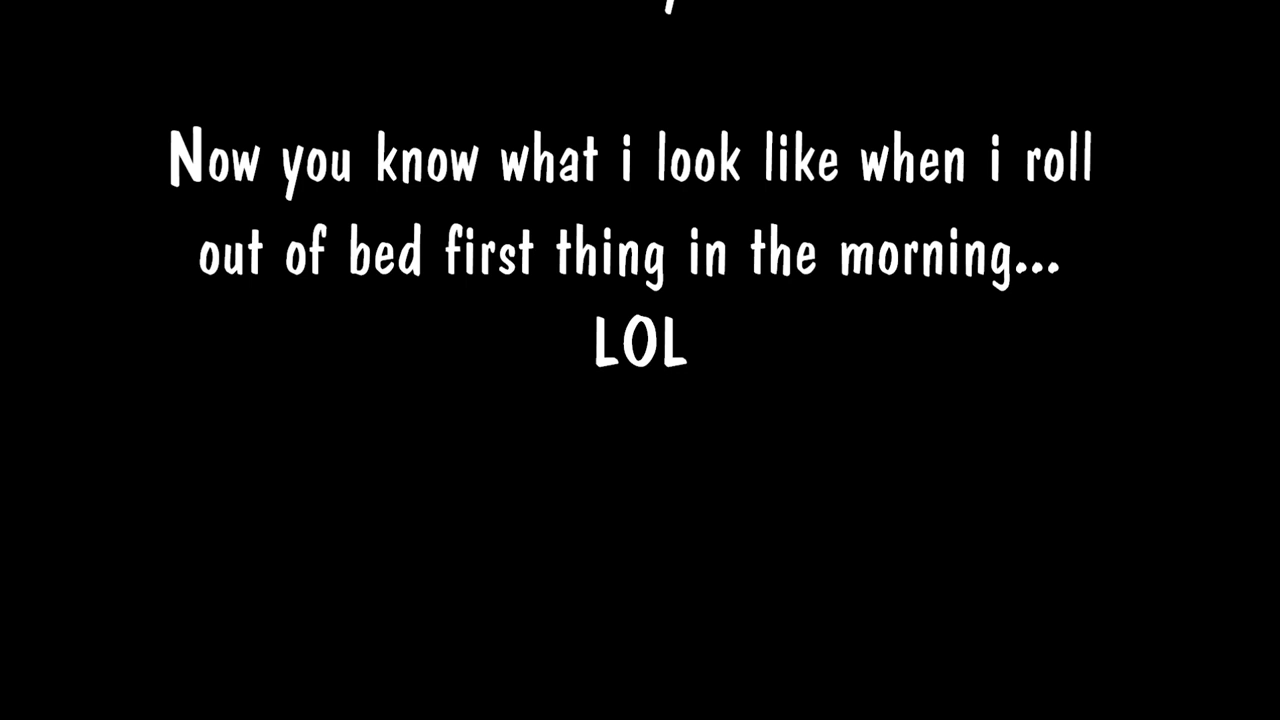 Now you know what i look like when i roll
out of bed first thing in the morning...
LOL